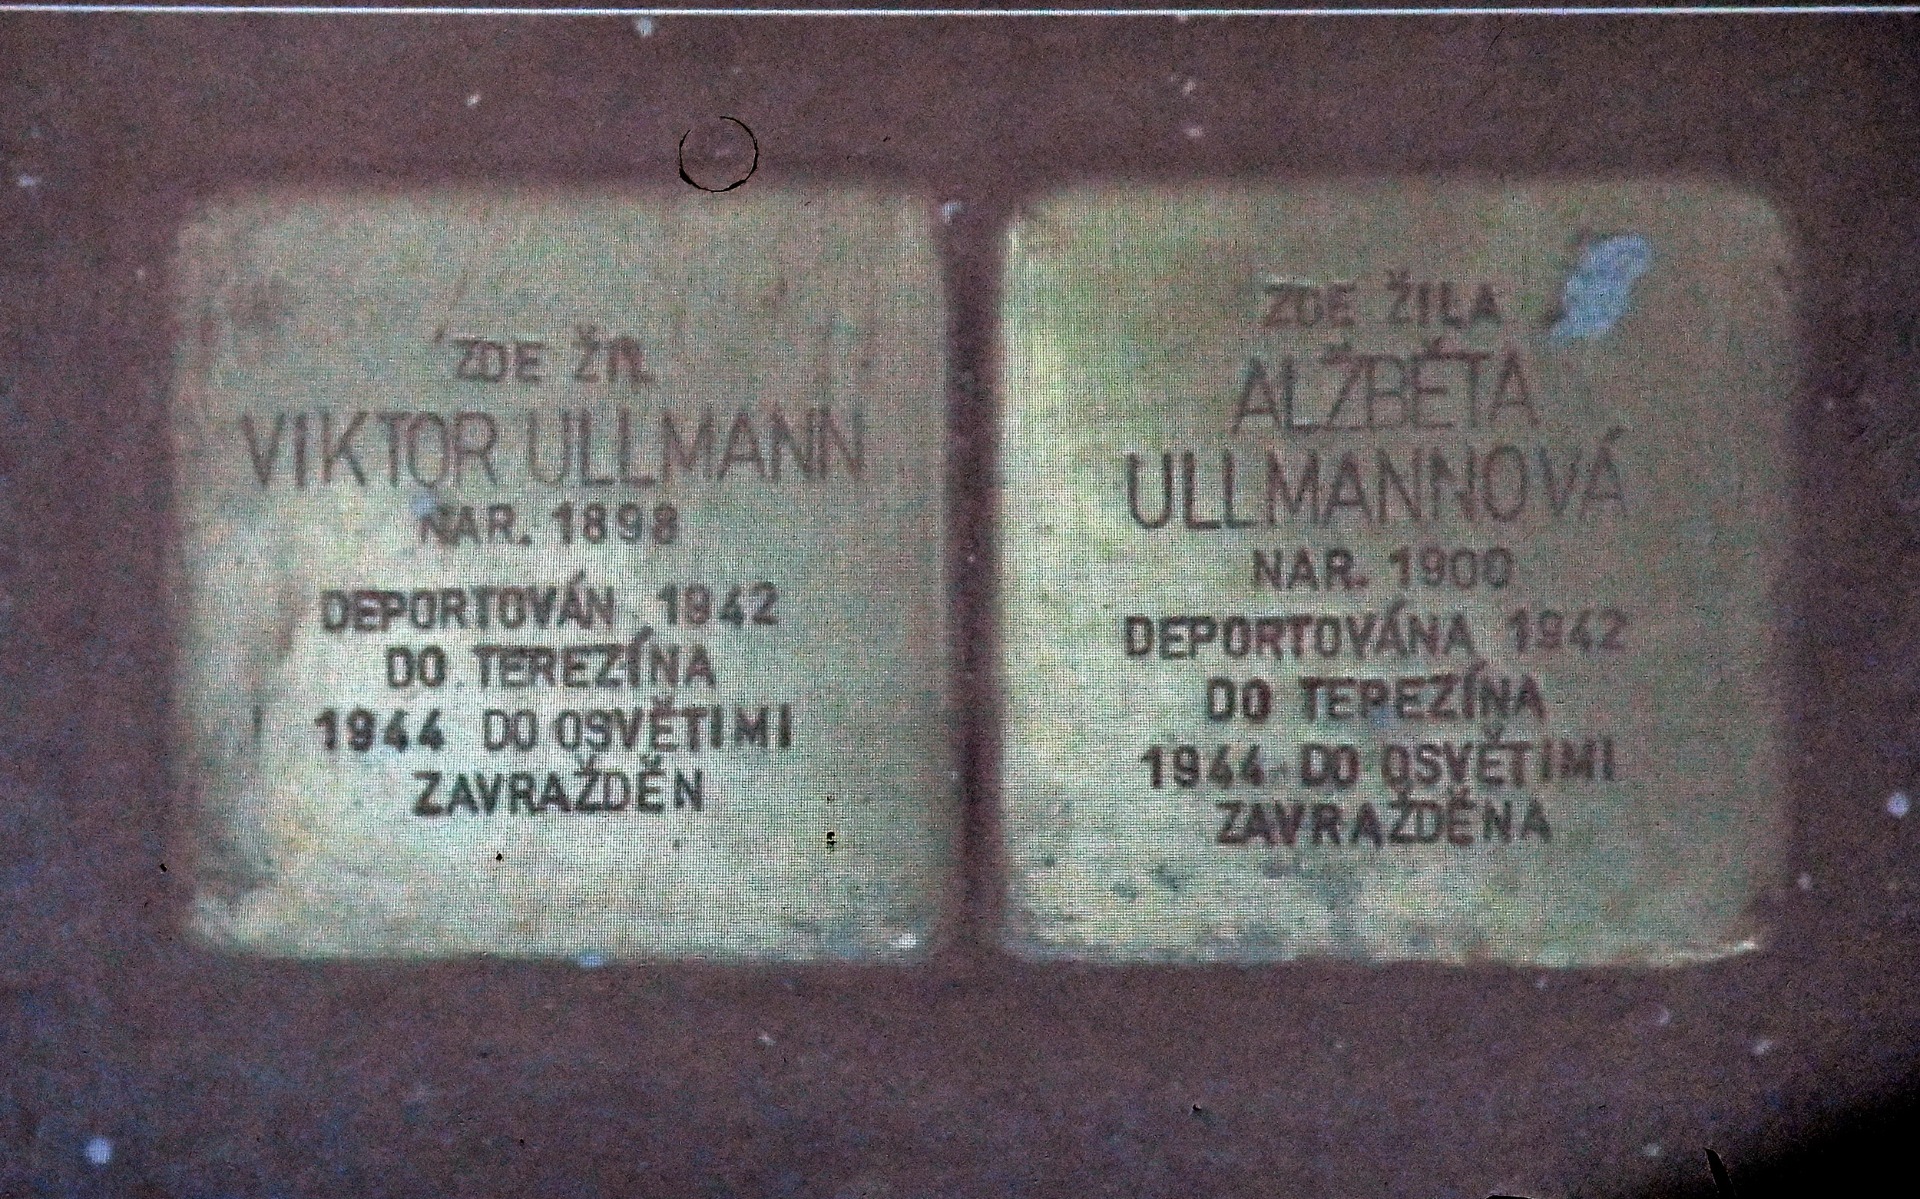 ZDE ŽIL
VIKTOR ULLMANN
NAR. 1898
DEPORTOVÁN 1942
DO TEREZÍNA
1944 DO OSVĚTIMI
ZAVRAŽDĚN
ZDE ŽILA
ALŽBĚTA
ULLMANNOVÁ
NAR. 1900
DEPORTOVÁNA 1942
DO TEREZÍNA
1944 DO OSVĚTIMI
ZAVRAŽDĚNA